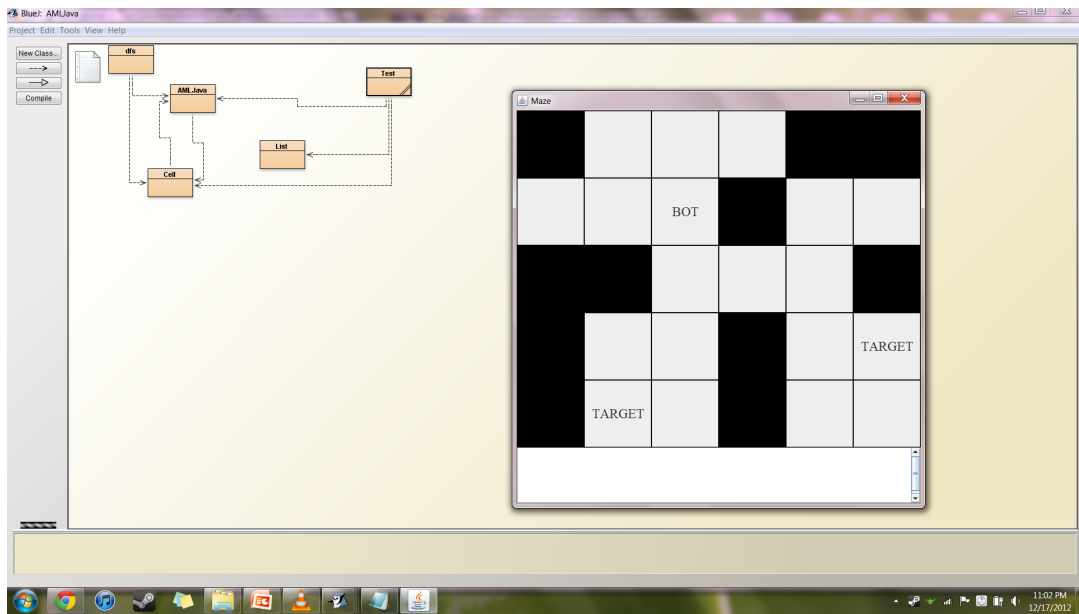 BlueJ: AMLJava
Project Edit Tools View Help
New Class...
Compile
dfs
AMLJava
Test
List
Cell
Maze
BOT
TARGET
TARGET
11:02 PM
12/17/2012